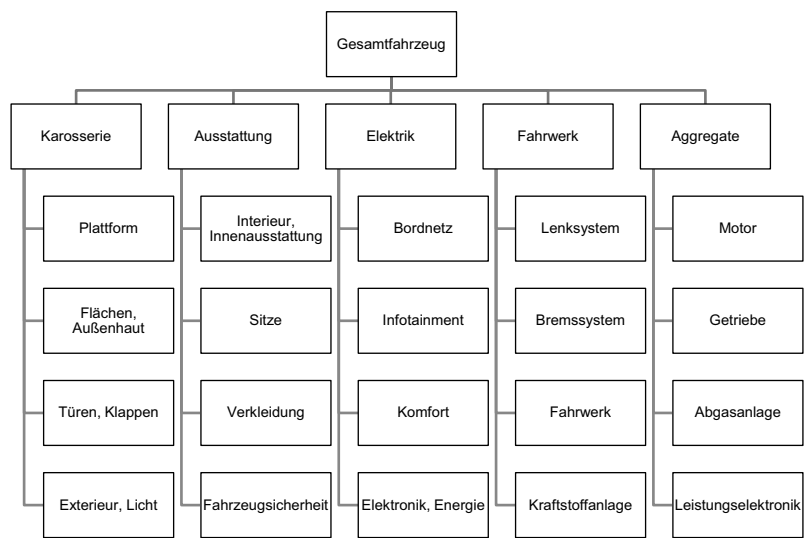 Gesamtfahrzeug
Karosserie
Ausstattung
Elektrik
Fahrwerk
Aggregate
Plattform
Interieur,
Innenausstattung
Bordnetz
Lenksystem
Motor
Flächen,
Außenhaut
Sitze
Infotainment
Bremssystem
Getriebe
Türen, Klappen
Verkleidung
Komfort
Fahrwerk
Abgasanlage
Exterieur, Licht
Fahrzeugsicherheit
Elektronik, Energie
Kraftstoffanlage
Leistungselektronik